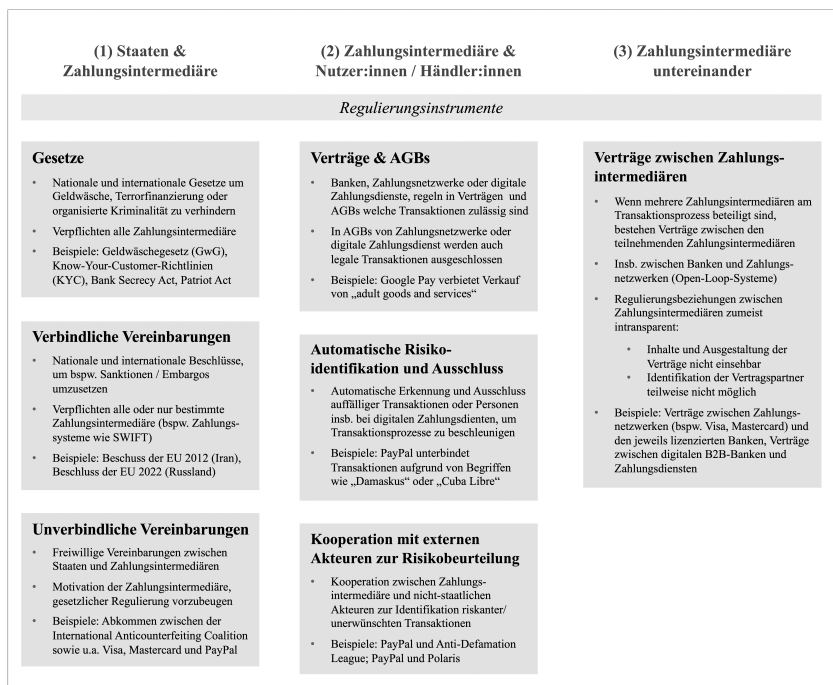 (1) Staaten &
Zahlungsintermediäre
(2) Zahlungsintermediäre &
Nutzer:innen / Händler:innen
(3) Zahlungsintermediäre
untereinander
Regulierungsinstrumente
Gesetze
• Nationale und internationale Gesetze um
Geldwäsche, Terrorfinanzierung oder
organisierte Kriminalität zu verhindern
• Verpflichten alle Zahlungsintermediäre
• Beispiele: Geldwäschegesetz (GwG),
Know-Your-Customer-Richtlinien
(KYC), Bank Secrecy Act, Patriot Act
Verbindliche Vereinbarungen
• Nationale und internationale Beschlüsse,
um bspw. Sanktionen / Embargos
umzusetzen
• Verpflichten alle oder nur bestimmte
Zahlungsintermediäre (bspw. Zahlungs-
systeme wie SWIFT)
• Beispiele: Beschuss der EU 2012 (Iran),
Beschluss der EU 2022 (Russland)
Unverbindliche Vereinbarungen
• Freiwillige Vereinbarungen zwischen
Staaten und Zahlungsintermediären
• Motivation der Zahlungsintermediäre,
gesetzlicher Regulierung vorzubeugen
• Beispiele: Abkommen zwischen der
International Anticounterfeiting Coalition
sowie u.a. Visa, Mastercard und PayPal
Verträge & AGBs
• Banken, Zahlungsnetzwerke oder digitale
Zahlungsdienste, regeln in Verträgen und
AGBs welche Transaktionen zulässig sind
• In AGBs von Zahlungsnetzwerke oder
digitale Zahlungsdienst werden auch
legale Transaktionen ausgeschlossen
• Beispiele: Google Pay verbietet Verkauf
von „adult goods and services“
Automatische Risiko-
identifikation und Ausschluss
• Automatische Erkennung und Ausschluss
auffälliger Transaktionen oder Personen
insb. bei digitalen Zahlungsdiensten, um
Transaktionsprozesse zu beschleunigen
• Beispiele: PayPal unterbindet
Transaktionen aufgrund von Begriffen
wie „Damaskus“ oder „Cuba Libre“
Kooperation mit externen
Akteuren zur Risikobeurteilung
• Kooperation zwischen Zahlungs-
intermediäre und nicht-staatlichen
Akteuren zur Identifikation riskanter/
unerwünschten Transaktionen
• Beispiele: PayPal und Anti-Defamation
League; PayPal und Polaris
Verträge zwischen Zahlungs-
intermediären
• Wenn mehrere Zahlungsintermediären am
Transaktionsprozess beteiligt sind,
bestehen Verträge zwischen den
teilnehmenden Zahlungsintermediären
• Insb. zwischen Banken und Zahlungs-
netzwerken (Open-Loop-Systeme)
• Regulierungsbeziehungen zwischen
Zahlungsintermediären zumeist
intransparent:
• Inhalte und Ausgestaltung der
Verträge nicht einsehbar
• Identifikation der Vertragspartner
teilweise nicht möglich
• Beispiele: Verträge zwischen Zahlungs-
netzwerken (bspw. Visa, Mastercard) und
den jeweils lizenzierten Banken, Verträge
zwischen digitalen B2B-Banken und
Zahlungsdiensten